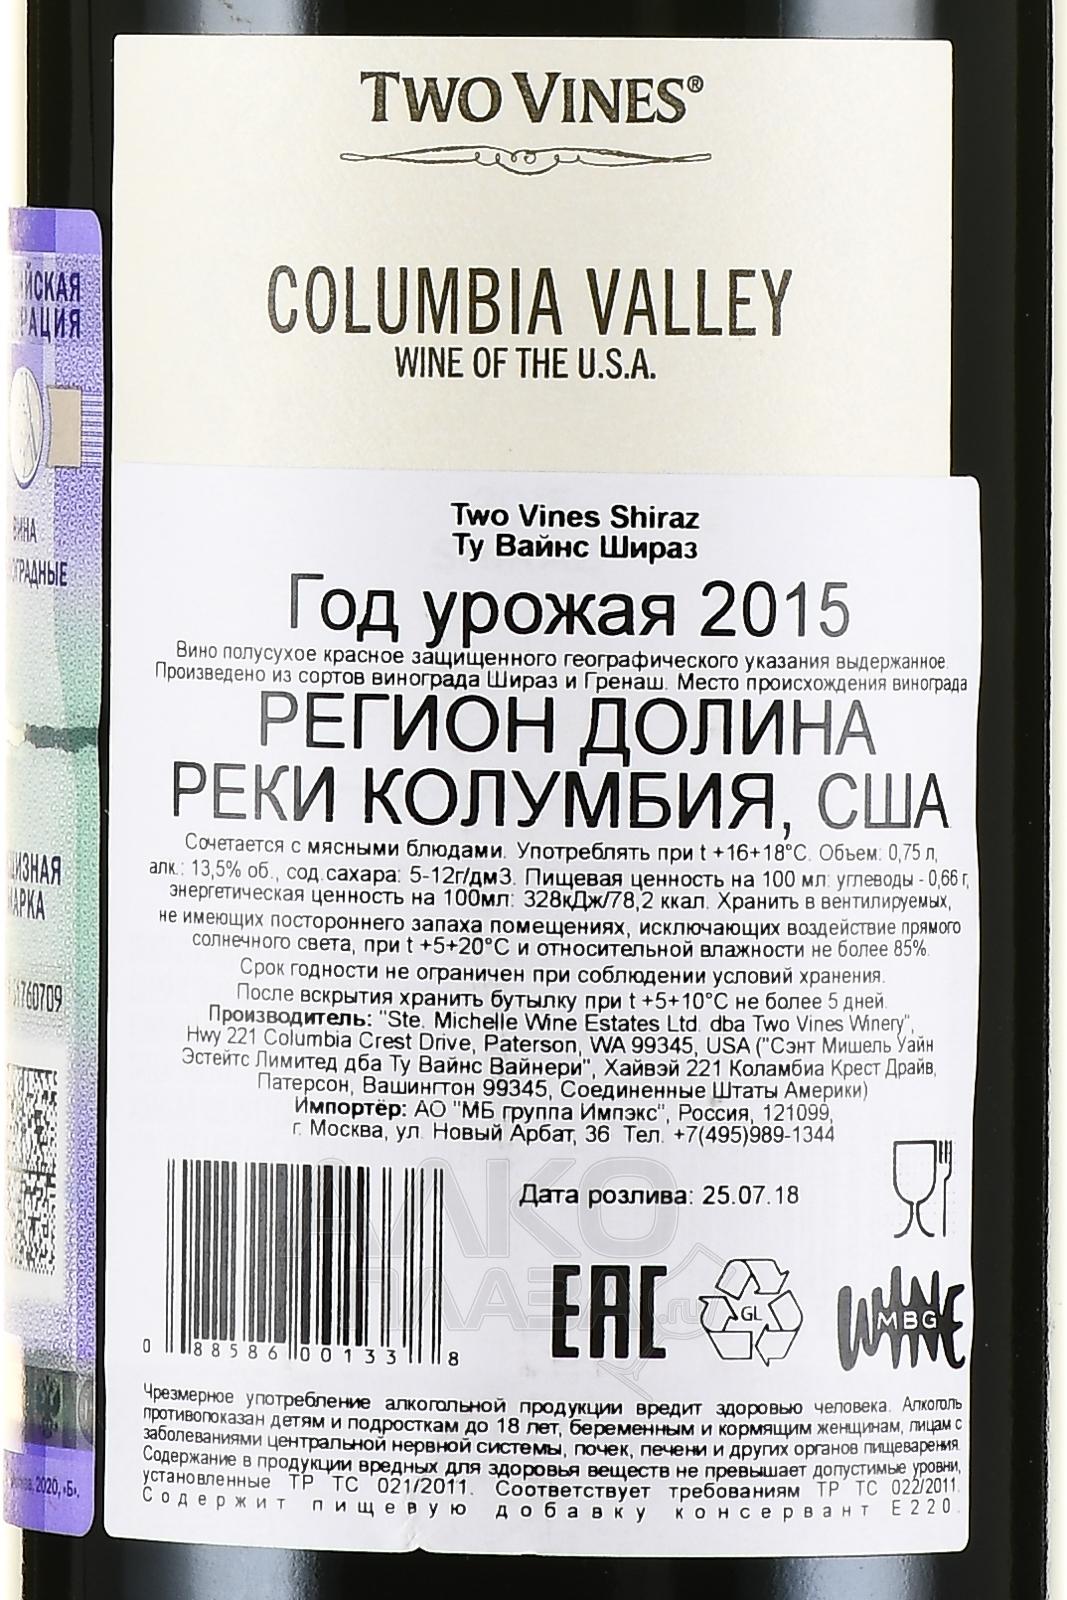 TWO VINES®
COLUMBIA VALLEY
WINE OF THE U.S.A.
Two Vines Shiraz
Ту Вайнс Шираз
Год урожая 2015
Вино полусухое красное защищенного географического указания выдержанное.
Произведено из сортов винограда Шираз и Гренаш. Место происхождения винограда
РЕГИОН ДОЛИНА
РЕКИ КОЛУМБИЯ, США
Сочетается с мясными блюдами. Употреблять при t +16+18°C. Объем: 0,75 л,
алк.: 13,5% об., сод.сахара: 5-12г/дм3. Пищевая ценность на 100 мл: углеводы - 0,66 г,
энергетическая ценность на 100мл: 328кДж/78,2 ккал. Хранить в вентилируемых,
не имеющих постороннего запаха помещениях, исключающих воздействие прямого
солнечного света, при t +5+20°C и относительной влажности не более 85%.
Срок годности не ограничен при соблюдении условий хранения.
После вскрытия хранить бутылку при t +5+10°C не более 5 дней.
Производитель: "Ste. Michelle Wine Estates Ltd. dba Two Vines Winery",
Hwy 221 Columbia Crest Drive, Paterson, WA 99345, USA ("Сэнт Мишель Уайн
Эстейтс Лимитед дба Ту Вайнс Вайнери", Хайвэй 221 Коламбиа Крест Драйв,
Патерсон, Вашингтон 99345, Соединенные Штаты Америки)
Импортёр: АО "МБ группа Импэкс", Россия, 121099,
г. Москва, ул. Новый Арбат, 36 Тел. +7(495)989-1344
Дата розлива: 25.07.18
0 88586 00133 8
EAC
GL
WINE
MBG
АЛКО
ПЛАЗА.ru
Чрезмерное употребление алкогольной продукции вредит здоровью человека. Алкоголь
противопоказан детям и подросткам до 18 лет, беременным и кормящим женщинам, лицам с
заболеваниями центральной нервной системы, почек, печени и других органов пищеварения.
Содержание в продукции вредных для здоровья веществ не превышает допустимые уровни,
установленные ТР ТС 021/2011. Соответствует требованиям ТР ТС 022/2011.
Содержит пищевую добавку консервант Е220.
ВИНА
АРКА
1760709
2020, «Б».